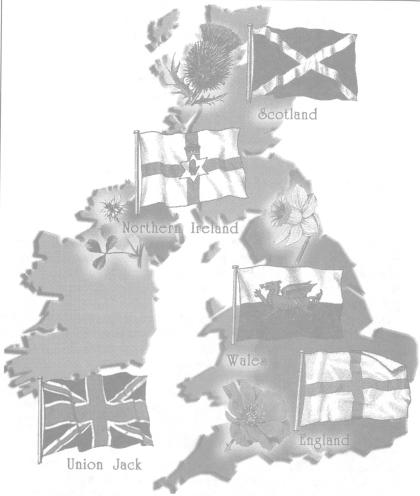 Scotland
Northern Ireland
Wales
England
Union Jack